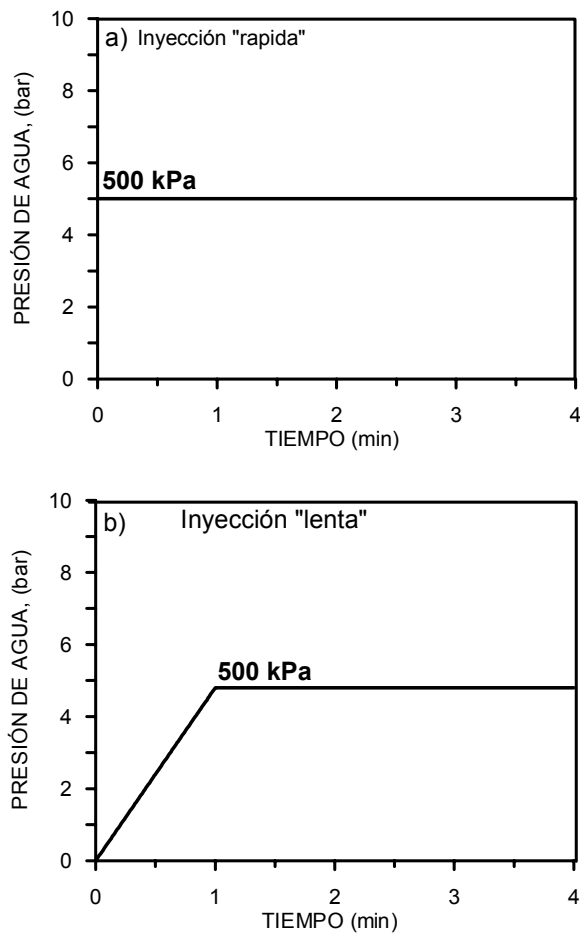 a) Inyección "rapida"
PRESIÓN DE AGUA, (bar)
10
8
6
4
2
0
500 kPa
0 1 2 3 4
TIEMPO (min)
b) Inyección "lenta"
PRESIÓN DE AGUA, (bar)
10
8
6
4
2
0
500 kPa
0 1 2 3 4
TIEMPO (min)